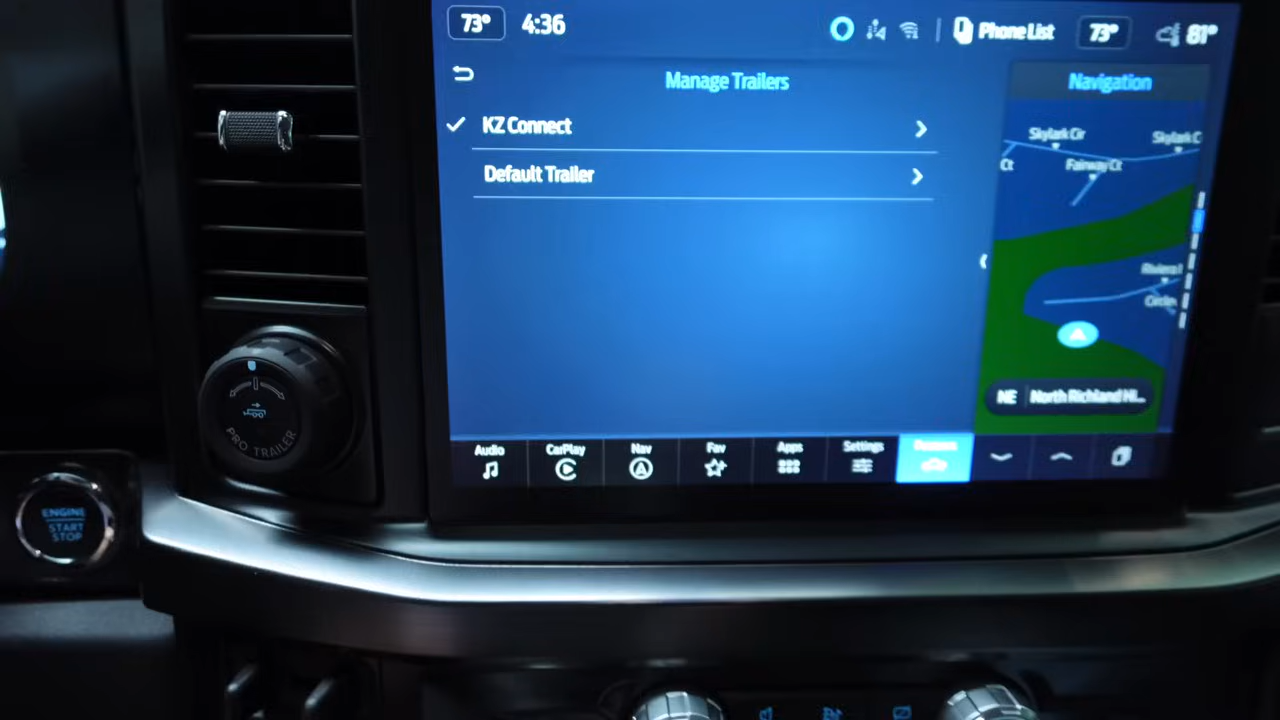 73°
4:36
Phone List
73°
81°
Manage Trailers
Navigation
KZ Connect
Default Trailer
Skylark Cir
Skylark C
Ct
Fairway Ct
Riviera
Circle
NE
North Richland Hi...
PRO TRAILER
ENGINE
START
STOP
Audio
CarPlay
Nav
Fav
Apps
Settings